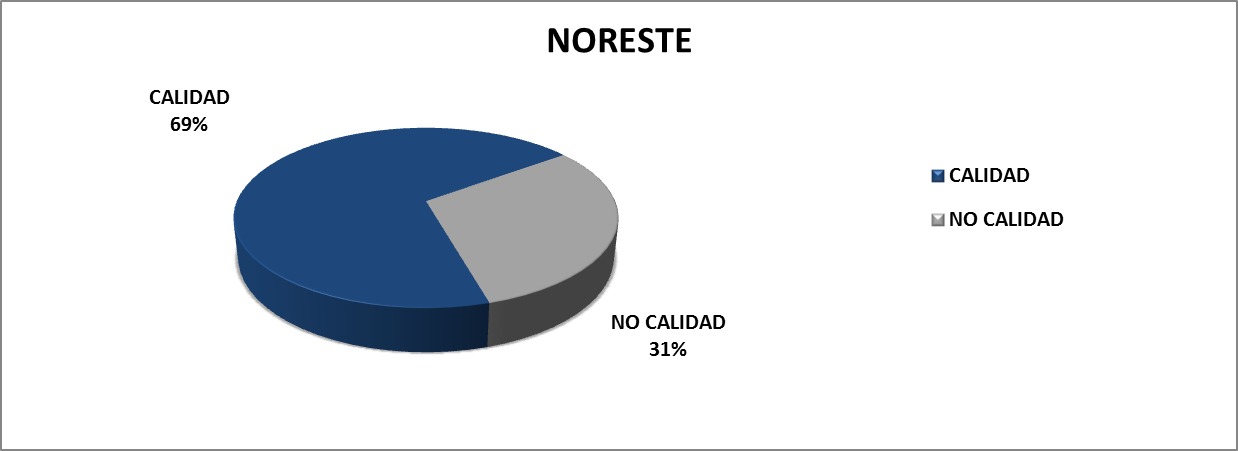 NORESTE
CALIDAD
69%
CALIDAD
NO CALIDAD
NO CALIDAD
31%